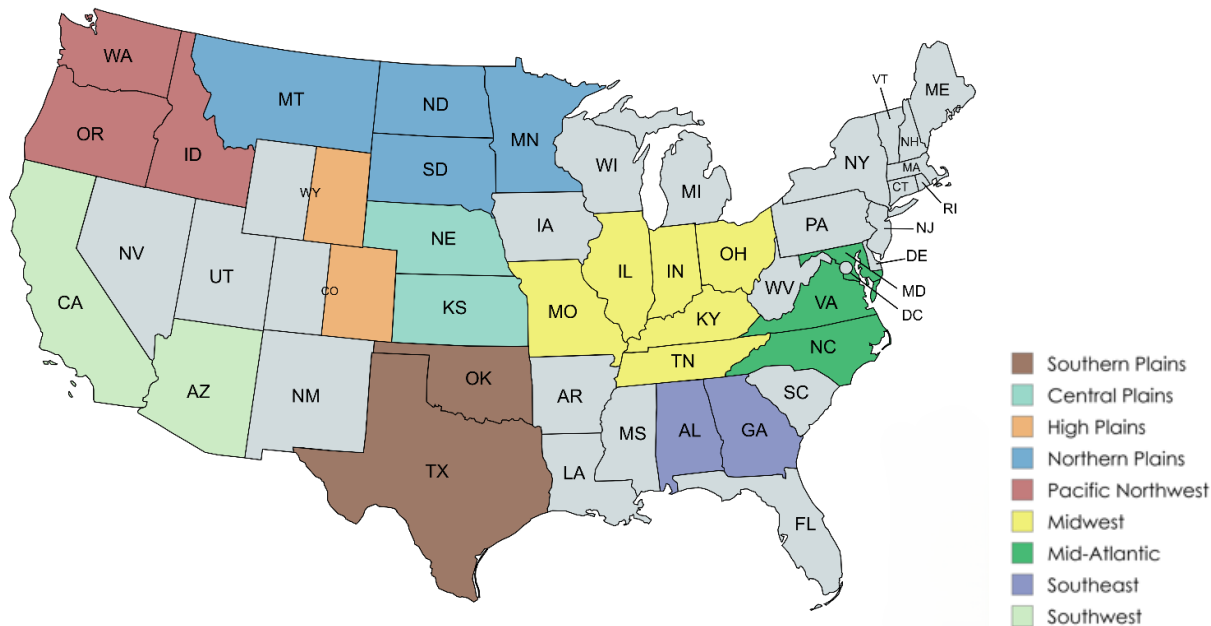 WA
MT
ND
MN
VT
ME
OR
ID
SD
WI
MI
NY
NH
MA
CT
RI
WY
IA
PA
NJ
NE
NV
UT
IL
IN
OH
DE
CO
KS
MO
WV
VA
MD
DC
CA
KY
NC
TN
AZ
NM
OK
AR
SC
MS
AL
GA
TX
LA
FL
Southern Plains
Central Plains
High Plains
Northern Plains
Pacific Northwest
Midwest
Mid-Atlantic
Southeast
Southwest